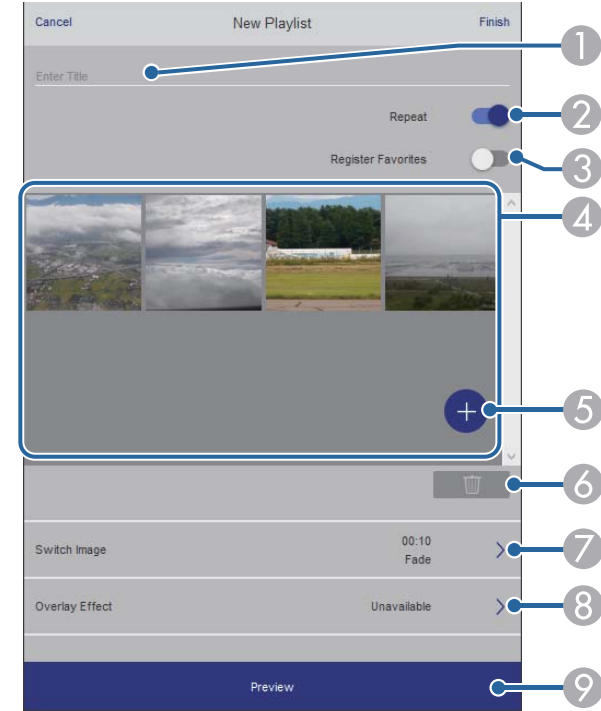 Cancel New Playlist Finish
1
Enter Title
Repeat 2
Register Favorites 3
4
+ 5
6
Switch Image 00:10 7
Fade
Overlay Effect Unavailable 8
Preview 9